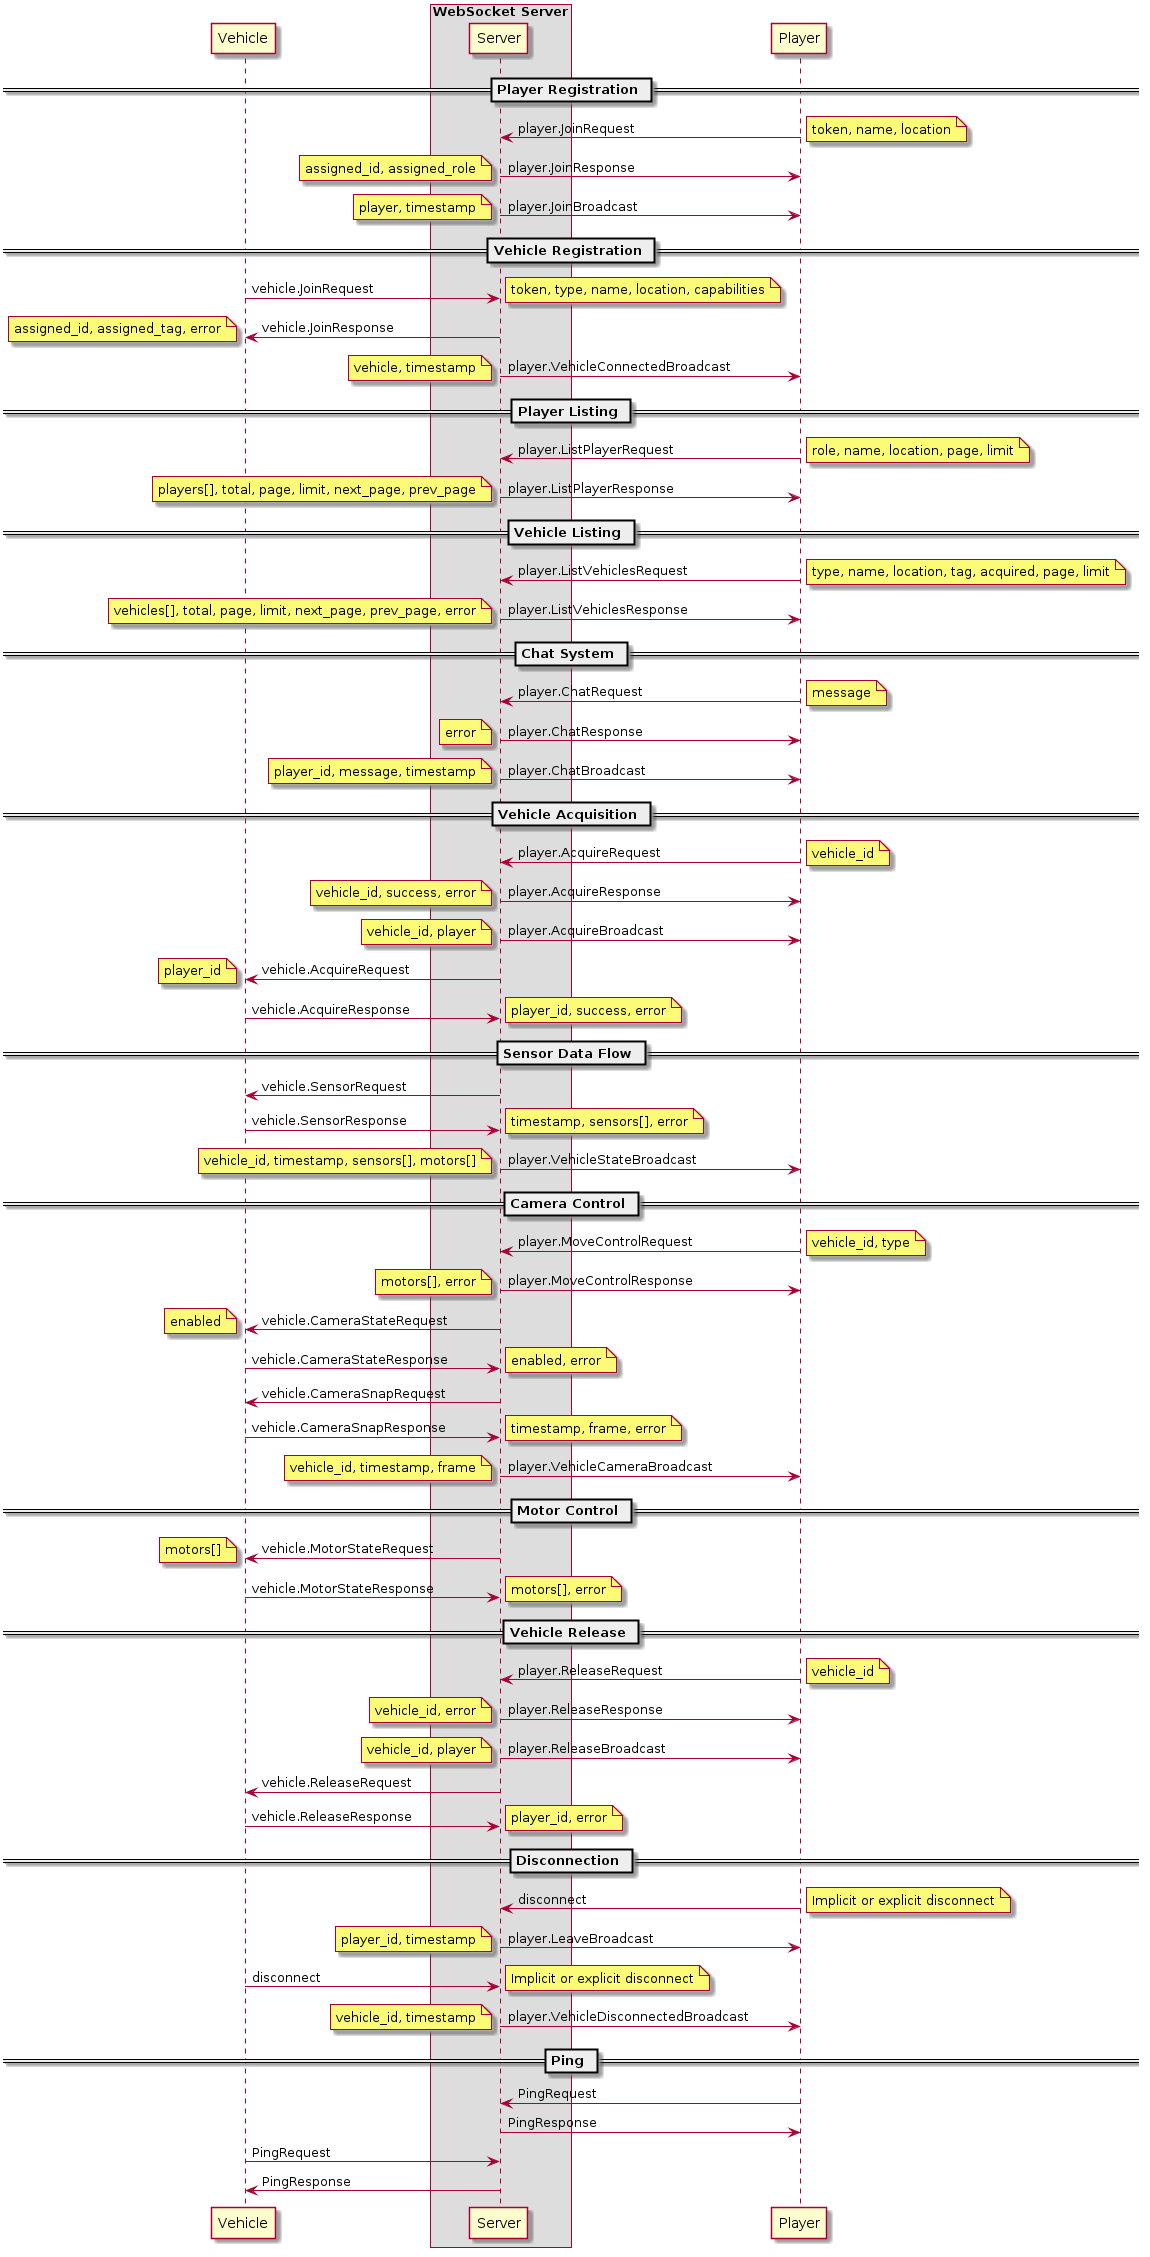 WebSocket Server
Vehicle
Server
Player
Player Registration
player.JoinRequest
token, name, location
assigned_id, assigned_role
player.JoinResponse
player, timestamp
player.JoinBroadcast
Vehicle Registration
vehicle.JoinRequest
token, type, name, location, capabilities
assigned_id, assigned_tag, error
vehicle.JoinResponse
vehicle, timestamp
player.VehicleConnectedBroadcast
Player Listing
player.ListPlayerRequest
role, name, location, page, limit
players[], total, page, limit, next_page, prev_page
player.ListPlayerResponse
Vehicle Listing
player.ListVehiclesRequest
type, name, location, tag, acquired, page, limit
vehicles[], total, page, limit, next_page, prev_page, error
player.ListVehiclesResponse
Chat System
player.ChatRequest
message
error
player.ChatResponse
player_id, message, timestamp
player.ChatBroadcast
Vehicle Acquisition
player.AcquireRequest
vehicle_id
vehicle_id, success, error
player.AcquireResponse
vehicle_id, player
player.AcquireBroadcast
player_id
vehicle.AcquireRequest
vehicle.AcquireResponse
player_id, success, error
Sensor Data Flow
vehicle.SensorRequest
vehicle.SensorResponse
timestamp, sensors[], error
vehicle_id, timestamp, sensors[], motors[]
player.VehicleStateBroadcast
Camera Control
player.MoveControlRequest
vehicle_id, type
motors[], error
player.MoveControlResponse
enabled
vehicle.CameraStateRequest
vehicle.CameraStateResponse
enabled, error
vehicle.CameraSnapRequest
vehicle.CameraSnapResponse
timestamp, frame, error
vehicle_id, timestamp, frame
player.VehicleCameraBroadcast
Motor Control
motors[]
vehicle.MotorStateRequest
vehicle.MotorStateResponse
motors[], error
Vehicle Release
player.ReleaseRequest
vehicle_id
vehicle_id, error
player.ReleaseResponse
vehicle_id, player
player.ReleaseBroadcast
vehicle.ReleaseRequest
vehicle.ReleaseResponse
player_id, error
Disconnection
disconnect
Implicit or explicit disconnect
player_id, timestamp
player.LeaveBroadcast
disconnect
Implicit or explicit disconnect
vehicle_id, timestamp
player.VehicleDisconnectedBroadcast
Ping
PingRequest
PingResponse
PingRequest
PingResponse
Vehicle
Server
Player